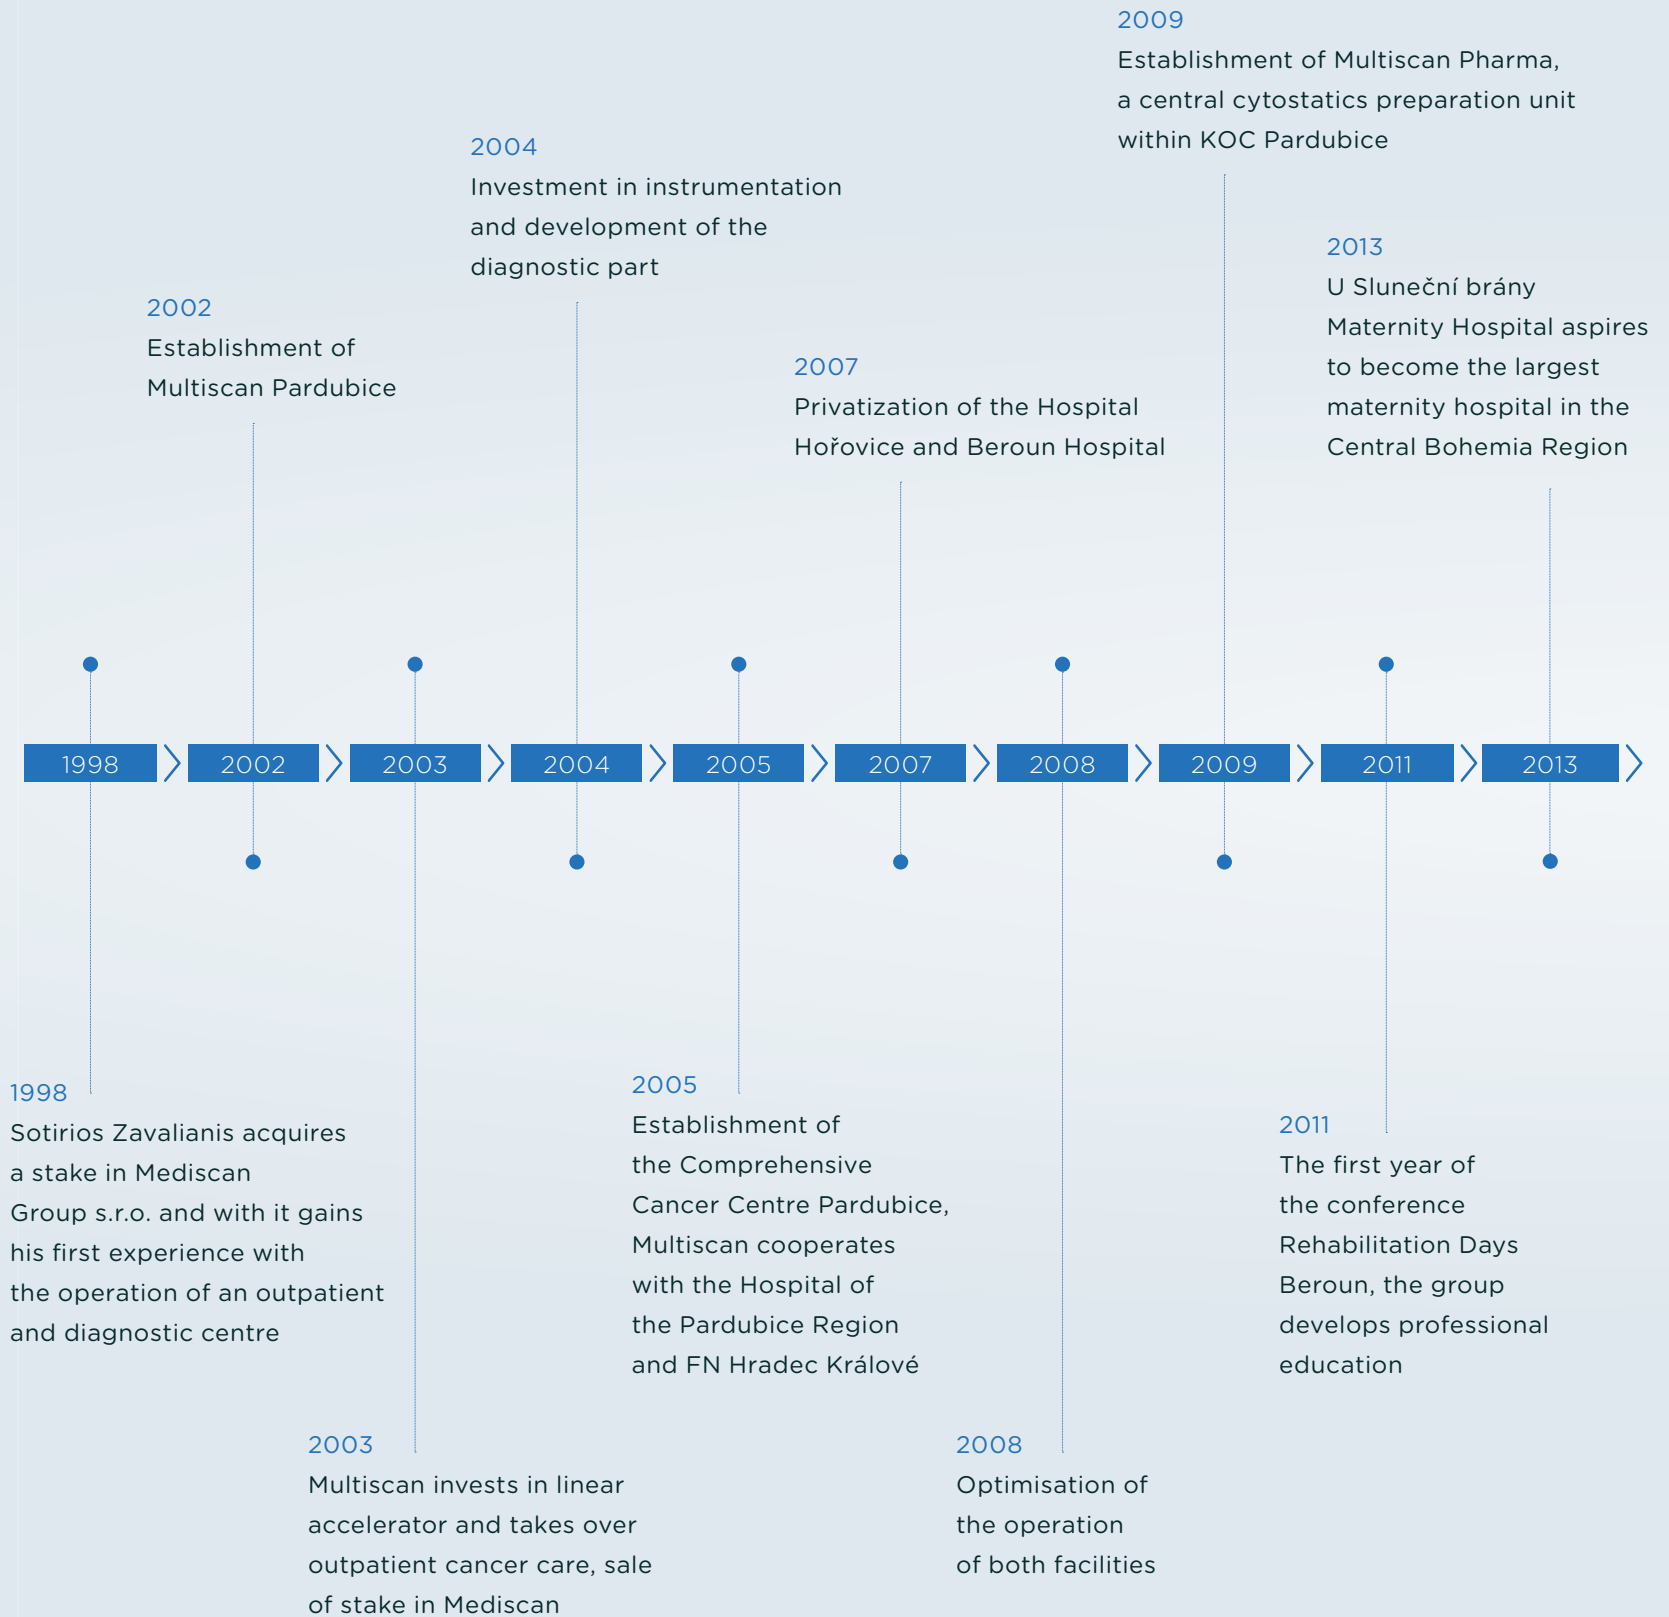 2009
Establishment of Multiscan Pharma,
a central cytostatics preparation unit
within KOC Pardubice
2004
Investment in instrumentation
and development of the
diagnostic part
2013
U Sluneční brány
Maternity Hospital aspires
to become the largest
maternity hospital in the
Central Bohemia Region
2002
Establishment of
Multiscan Pardubice
2007
Privatization of the Hospital
Hořovice and Beroun Hospital
1998
2002
2003
2004
2005
2007
2008
2009
2011
2013
1998
Sotirios Zavalianis acquires
a stake in Mediscan
Group s.r.o. and with it gains
his first experience with
the operation of an outpatient
and diagnostic centre
2005
Establishment of
the Comprehensive
Cancer Centre Pardubice,
Multiscan cooperates
with the Hospital of
the Pardubice Region
and FN Hradec Králové
2011
The first year of
the conference
Rehabilitation Days
Beroun, the group
develops professional
education
2003
Multiscan invests in linear
accelerator and takes over
outpatient cancer care, sale
of stake in Mediscan
2008
Optimisation of
the operation
of both facilities